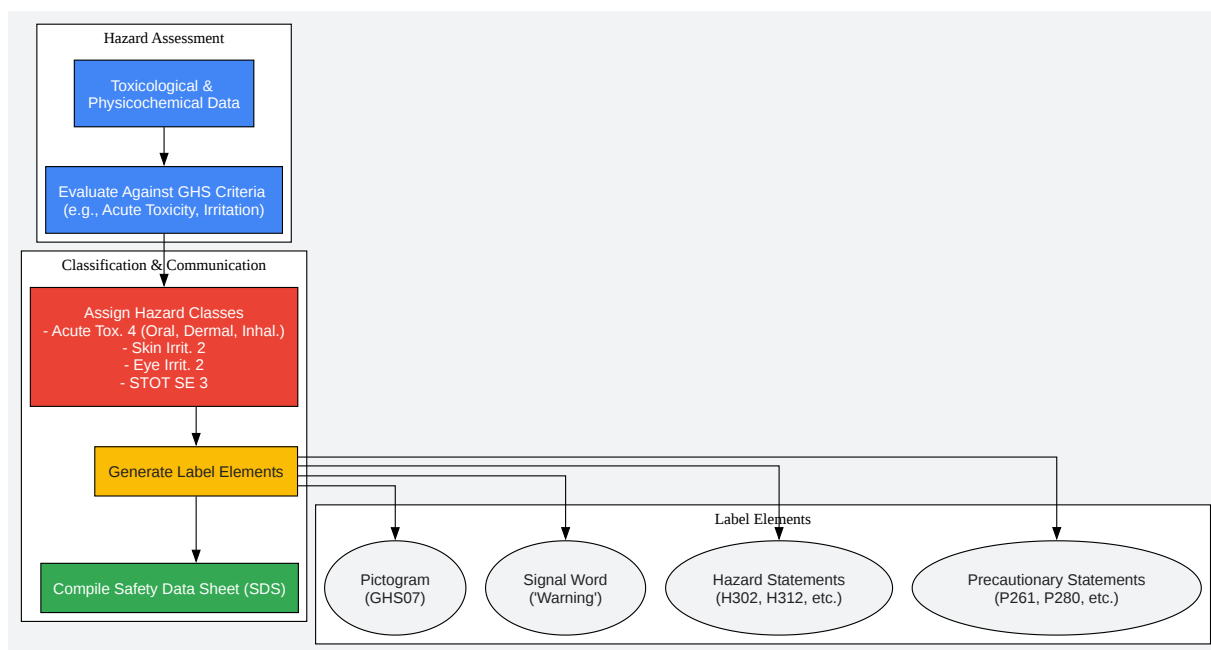 Hazard Assessment
Toxicological &
Physicochemical Data
Evaluate Against GHS Criteria
(e.g., Acute Toxicity, Irritation)
Classification & Communication
Assign Hazard Classes
- Acute Tox. 4 (Oral, Dermal, Inhal.)
- Skin Irrit. 2
- Eye Irrit. 2
- STOT SE 3
Generate Label Elements
Compile Safety Data Sheet (SDS)
Label Elements
Pictogram
(GHS07)
Signal Word
('Warning')
Hazard Statements
(H302, H312, etc.)
Precautionary Statements
(P261, P280, etc.)